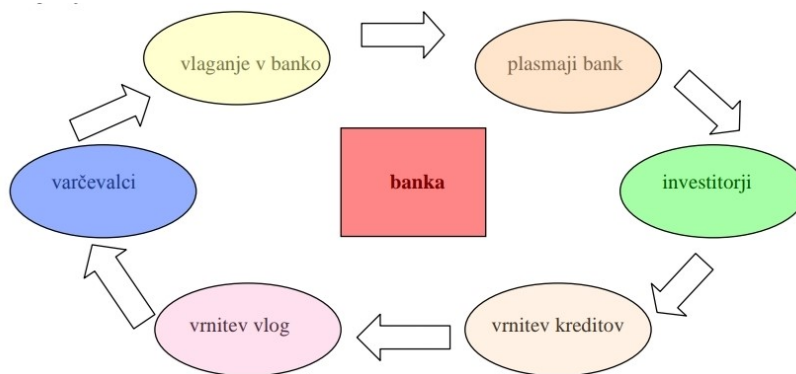 vlaganje v banko
plasmaji bank
varčevalci
banka
investitorji
vrnitev vlog
vrnitev kreditov